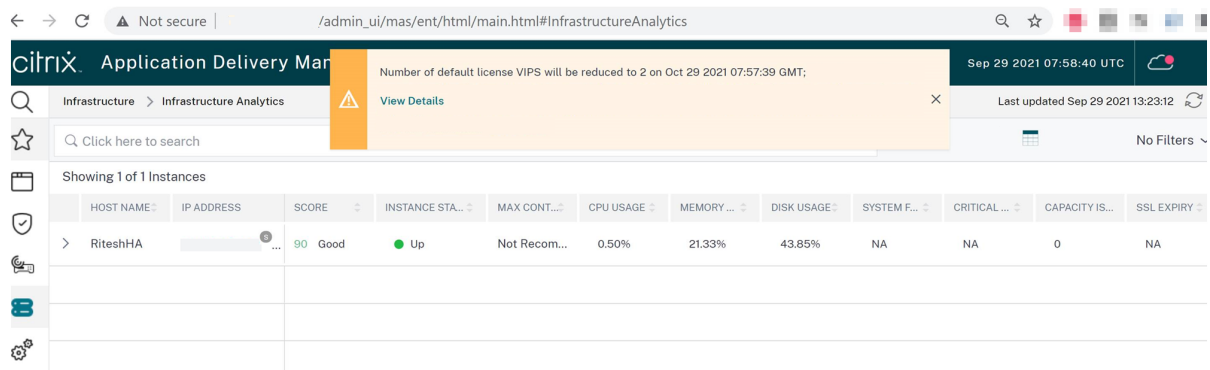 Not secure
/admin_ui/mas/ent/html/main.html#InfrastructureAnalytics
citrix. Application Delivery Man
Number of default license VIPS will be reduced to 2 on Oct 29 2021 07:57:39 GMT;
View Details
Sep 29 2021 07:58:40 UTC
Infrastructure > Infrastructure Analytics
Last updated Sep 29 2021 13:23:12
Click here to search
No Filters
Showing 1 of 1 Instances
HOST NAME IP ADDRESS SCORE INSTANCE STA... MAX CONT... CPU USAGE MEMORY ... DISK USAGE SYSTEM F... CRITICAL ... CAPACITY IS... SSL EXPIRY
RiteshHA S ... 90 Good Up Not Recom... 0.50% 21.33% 43.85% NA NA 0 NA